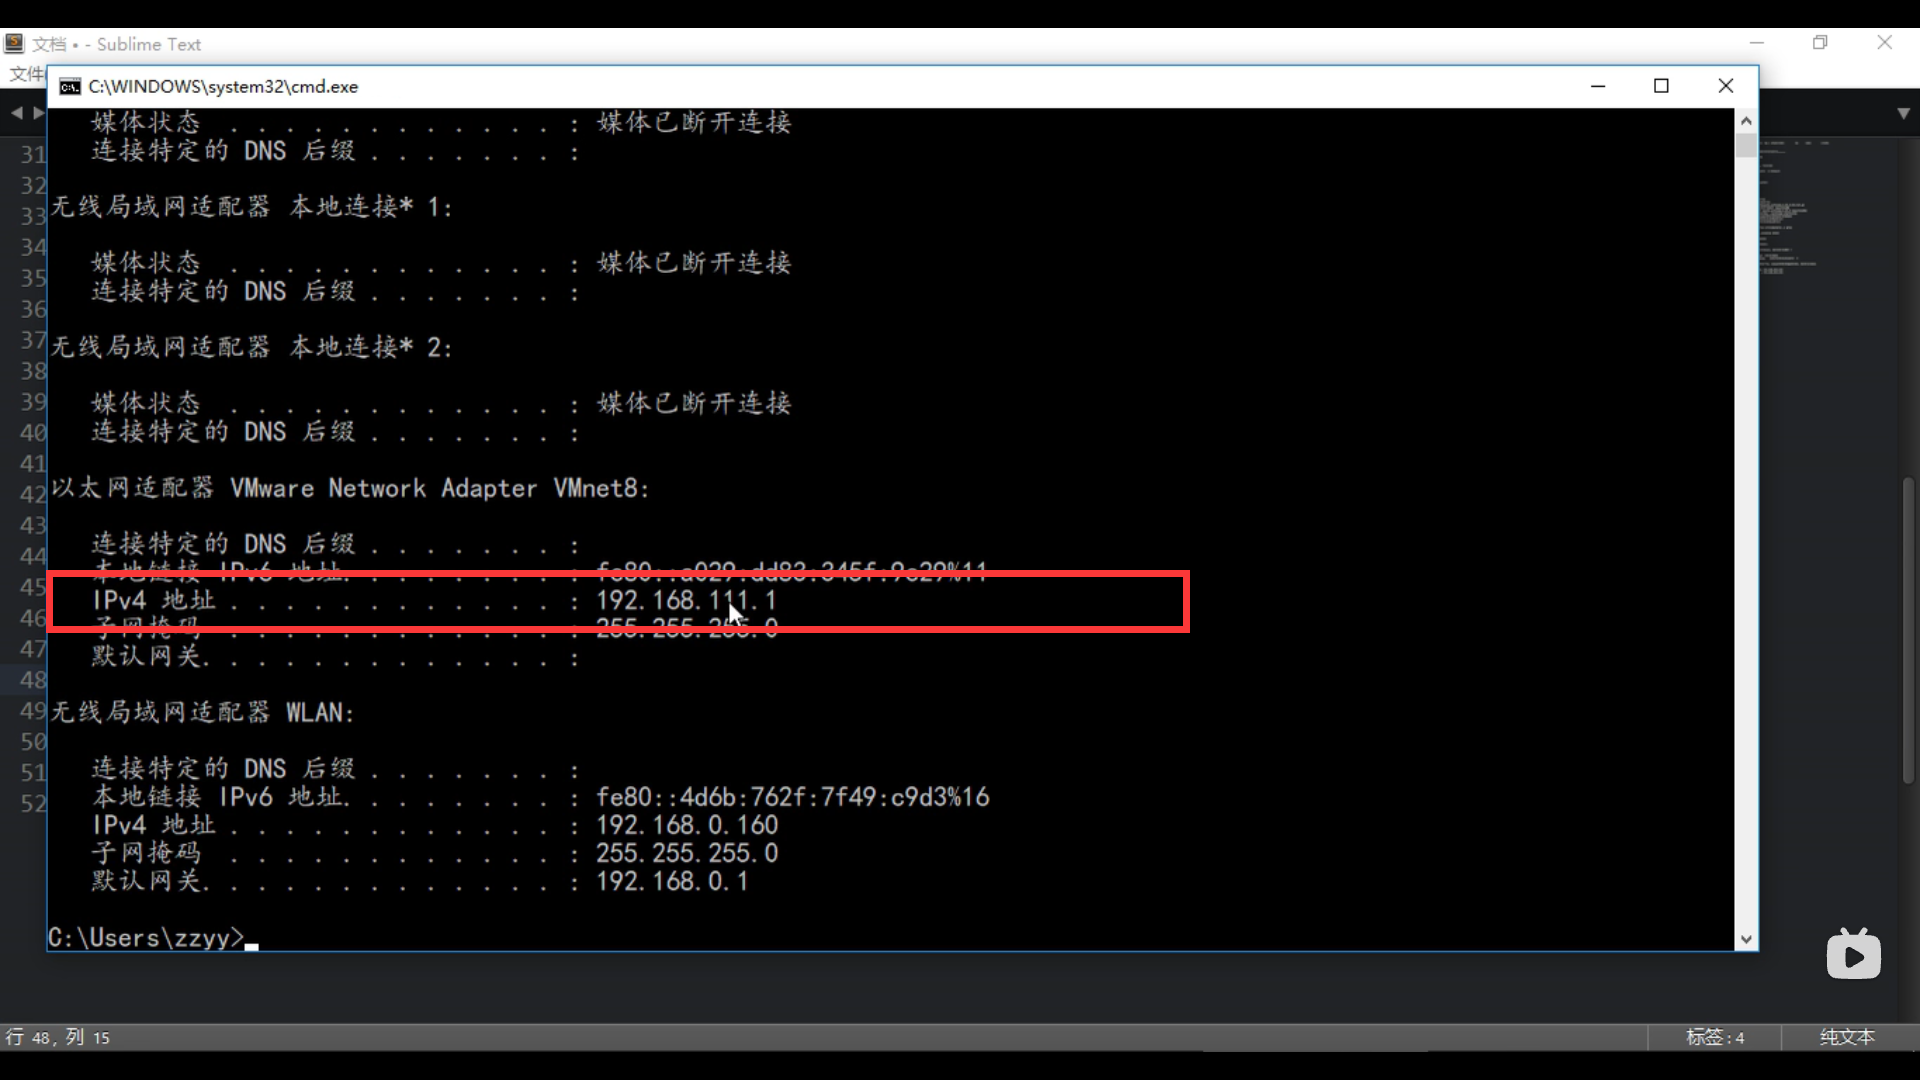 文档 • - Sublime Text
文件
C:\WINDOWS\system32\cmd.exe
媒体状态 . . . . . . . . . . . . : 媒体已断开连接
连接特定的 DNS 后缀 . . . . . . . :
无线局域网适配器 本地连接* 1:
媒体状态 . . . . . . . . . . . . : 媒体已断开连接
连接特定的 DNS 后缀 . . . . . . . :
无线局域网适配器 本地连接* 2:
媒体状态 . . . . . . . . . . . . : 媒体已断开连接
连接特定的 DNS 后缀 . . . . . . . :
以太网适配器 VMware Network Adapter VMnet8:
连接特定的 DNS 后缀 . . . . . . . :
本地链接 IPv6 地址. . . . . . . . : fe80::a029:dd83:345f:9e29%11
IPv4 地址 . . . . . . . . . . . . : 192.168.111.1
子网掩码 . . . . . . . . . . . . : 255.255.255.0
默认网关. . . . . . . . . . . . . :
无线局域网适配器 WLAN:
连接特定的 DNS 后缀 . . . . . . . :
本地链接 IPv6 地址. . . . . . . . : fe80::4d6b:762f:7f49:c9d3%16
IPv4 地址 . . . . . . . . . . . . : 192.168.0.160
子网掩码 . . . . . . . . . . . . : 255.255.255.0
默认网关. . . . . . . . . . . . . : 192.168.0.1
C:\Users\zzyy>
31
32
33
34
35
36
37
38
39
40
41
42
43
44
45
46
47
48
49
50
51
52
行 48, 列 15
标签: 4
纯文本